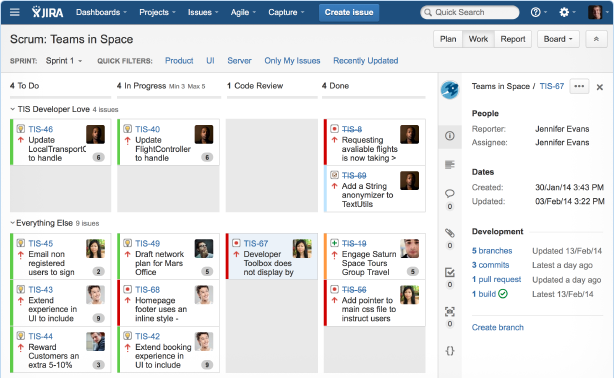 JIRA Dashboards Projects Issues Agile Capture Create issue Quick Search
Scrum: Teams in Space
Plan Work Report Board
SPRINT: Sprint 1 QUICK FILTERS: Product UI Server Only My Issues Recently Updated
4 To Do 4 In Progress Min 3 Max 5 1 Code Review 4 Done
TIS Developer Love 4 issues
TIS-46
Update
LocalTransportC
to handle
6
TIS-40
Update
FlightController
to handle
6
TIS-8
Requesting
avaliable flights
is now taking >
TIS-69
Add a String
anonymizer to
TextUtils
Everything Else 9 issues
TIS-45
Email non
registered
users to sign
2
TIS-49
Draft network
plan for Mars
Office
5
TIS-67
Developer
Toolbox does
not display by
TIS-19
Engage Saturn
Space Tours
Group Travel
5
TIS-43
Extend
experience in
UI to include
9
TIS-68
Homepage
footer uses an
inline style -
TIS-56
Add pointer to
main css file to
instruct users
TIS-44
Reward
Customers an
extra 5-10%
3
TIS-42
Extend booking
experience in
UI to include
9
Teams in Space / TIS-67
People
Reporter: Jennifer Evans
Assignee: Jennifer Evans
Dates
Created: 30/Jan/14 3:43 PM
Updated: 03/Feb/14 3:22 PM
0
Development
5 branches Updated 13/Feb/14
3 commits Latest a day ago
1 pull request Updated a day ago
1 build Latest 13/Feb/14
0
0
0
Create branch